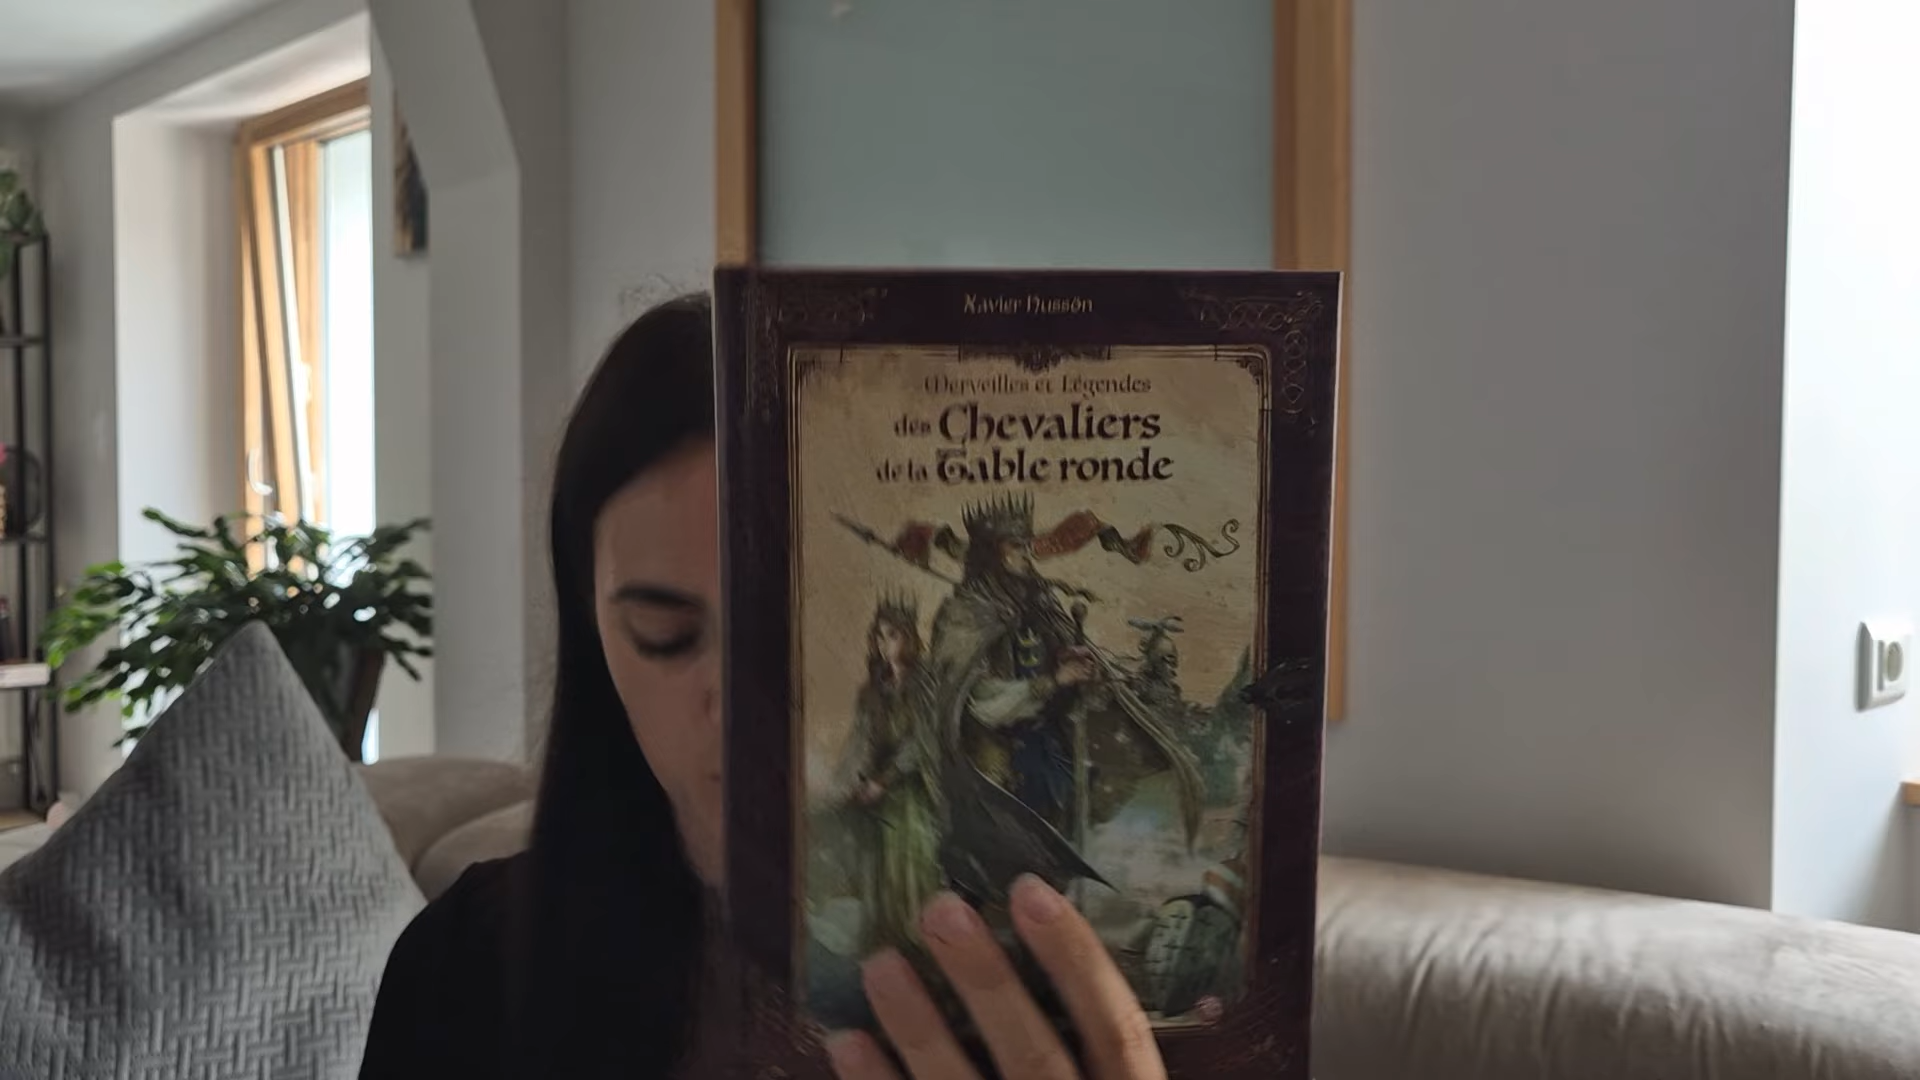 Xavier Husson
Merveilles et Légendes
des Chevaliers
de la Table ronde